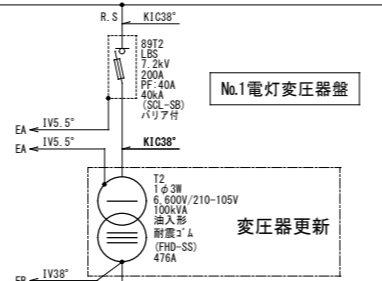 R.S KIC38°
89T2
LBS
7.2kV
200A
PF:40A
40kA
(SCL-SB)
バリア付
No.1電灯変圧器盤
EA IV5.5°
EA IV5.5°
KIC38°
T2
1φ3W
6,600V/210-105V
100kVA
油入形
耐震ゴム
(FHD-SS)
476A
変圧器更新
IV38°